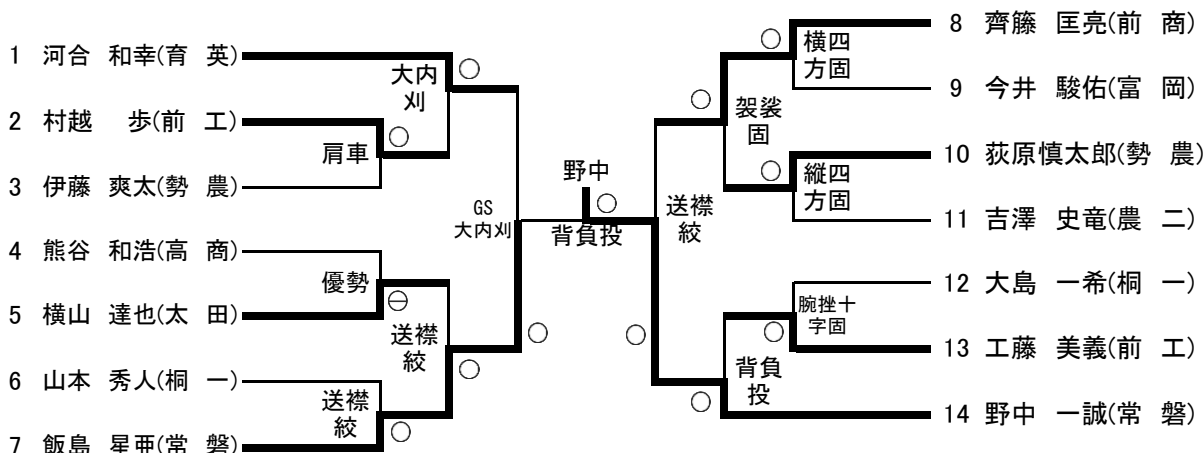 1 河合 和幸(育 英)
2 村越 歩(前 工)
3 伊藤 爽太(勢 農)
4 熊谷 和浩(高 商)
5 横山 達也(太 田)
6 山本 秀人(桐 一)
7 飯島 星亜(常 磐)
大内
刈
肩車
優勢
送襟
絞
送襟
絞
GS
大内刈
野中
背負投
送襟
絞
袈裟
固
横四
方固
縦四
方固
腕挫十
字固
背負
投
8 齊藤 匡亮(前 商)
9 今井 駿佑(富 岡)
10 荻原慎太郎(勢 農)
11 吉澤 史竜(農 二)
12 大島 一希(桐 一)
13 工藤 美義(前 工)
14 野中 一誠(常 磐)